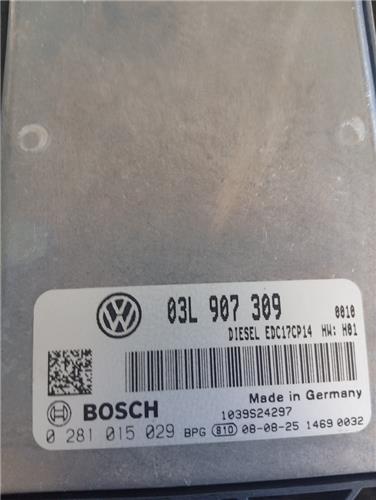 03L 907 309 0010
DIESEL EDC17CP14 HW: H01
Made in Germany
BOSCH 1039S24297
0 281 015 029 BPG 810 08-08-25 1469 0032